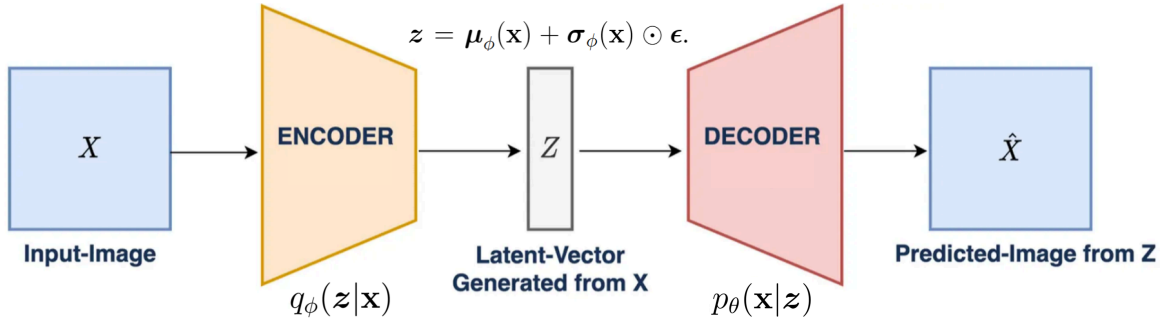 𝒛 = 𝝁_ϕ(𝐱) + 𝝈_ϕ(𝐱) ⊙ 𝝐.
X
ENCODER
Z
DECODER
X̂
Input-Image
Latent-Vector
Generated from X
Predicted-Image from Z
q_ϕ(𝒛|𝐱)
p_θ(𝐱|𝒛)